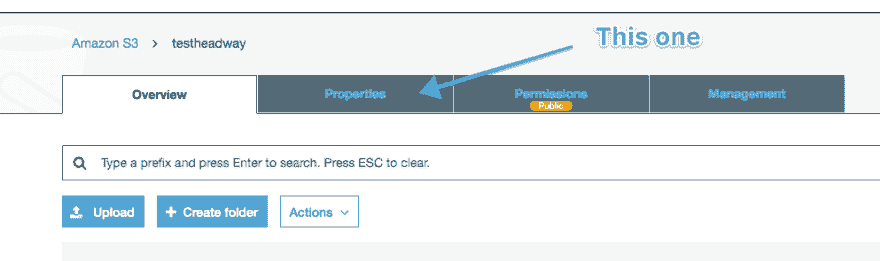 Amazon S3 > testheadway
This one
Overview Properties Permissions Management
Public
Type a prefix and press Enter to search. Press ESC to clear.
Upload + Create folder Actions